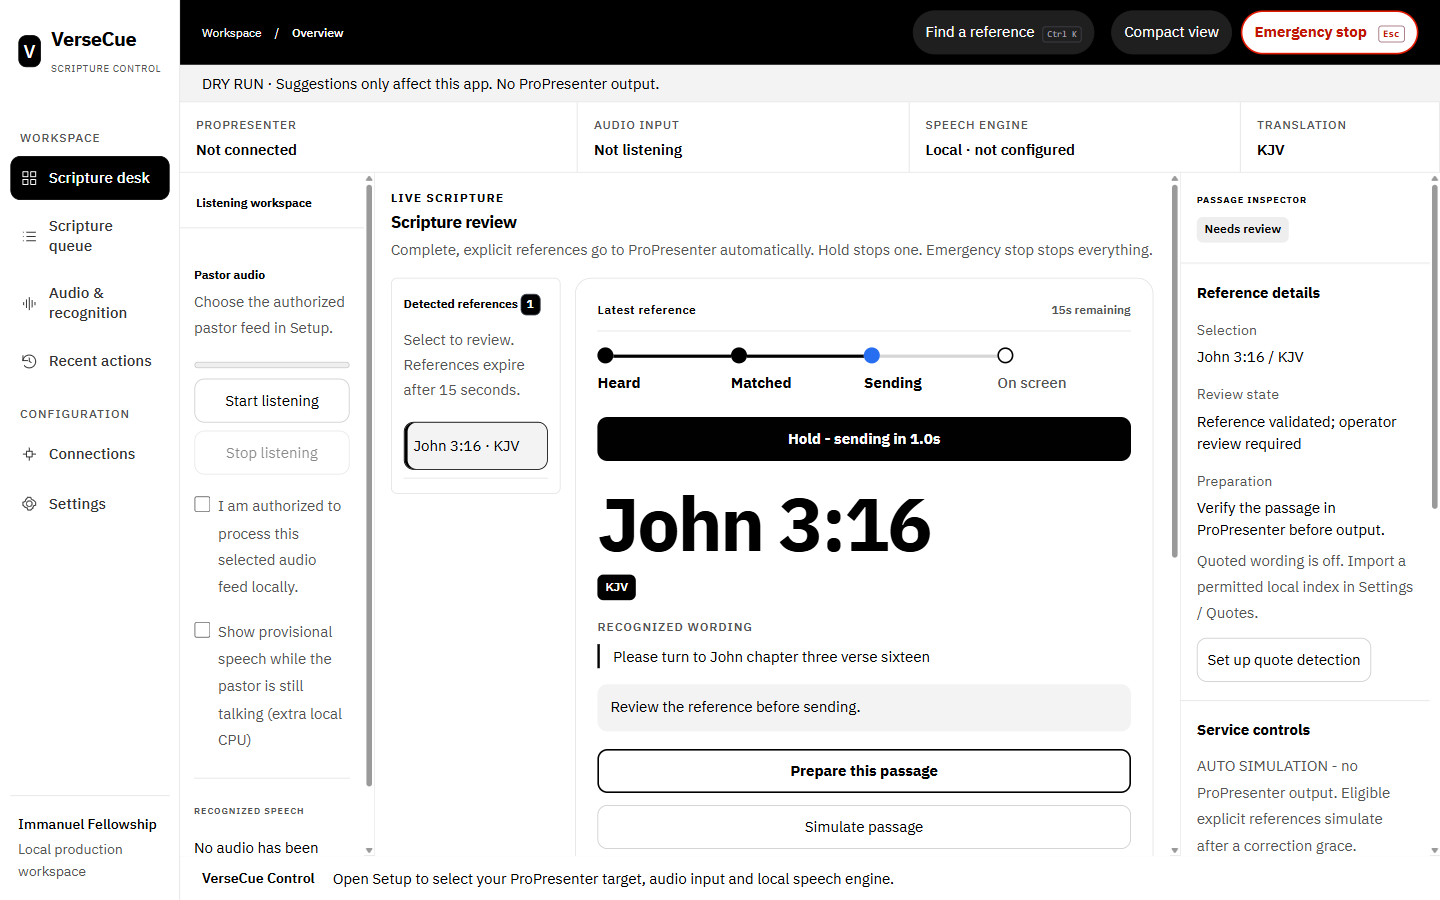 V
VerseCue
SCRIPTURE CONTROL
WORKSPACE
Scripture desk
Scripture
queue
Audio &
recognition
Recent actions
CONFIGURATION
Connections
Settings
Immanuel Fellowship
Local production
workspace
Workspace / Overview
Find a reference Ctrl K
Compact view
Emergency stop Esc
DRY RUN · Suggestions only affect this app. No ProPresenter output.
PROPRESENTER
Not connected
AUDIO INPUT
Not listening
SPEECH ENGINE
Local · not configured
TRANSLATION
KJV
Listening workspace
Pastor audio
Choose the authorized
pastor feed in Setup.
Start listening
Stop listening
I am authorized to
process this
selected audio
feed locally.
Show provisional
speech while the
pastor is still
talking (extra local
CPU)
RECOGNIZED SPEECH
No audio has been
LIVE SCRIPTURE
Scripture review
Complete, explicit references go to ProPresenter automatically. Hold stops one. Emergency stop stops everything.
Detected references 1
Select to review.
References expire
after 15 seconds.
John 3:16 · KJV
Latest reference
15s remaining
Heard
Matched
Sending
On screen
Hold - sending in 1.0s
John 3:16
KJV
RECOGNIZED WORDING
Please turn to John chapter three verse sixteen
Review the reference before sending.
Prepare this passage
Simulate passage
PASSAGE INSPECTOR
Needs review
Reference details
Selection
John 3:16 / KJV
Review state
Reference validated; operator
review required
Preparation
Verify the passage in
ProPresenter before output.
Quoted wording is off. Import a
permitted local index in Settings
/ Quotes.
Set up quote detection
Service controls
AUTO SIMULATION - no
ProPresenter output. Eligible
explicit references simulate
after a correction grace.
VerseCue Control
Open Setup to select your ProPresenter target, audio input and local speech engine.